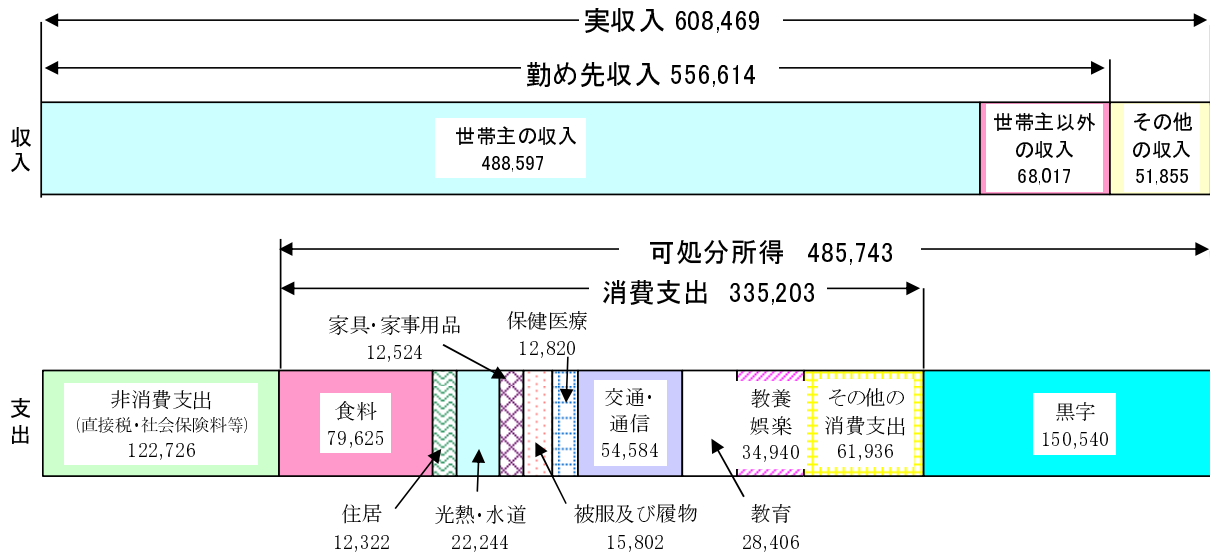 実収入 608,469
勤め先収入 556,614
収入
世帯主の収入
488,597
世帯主以外
の収入
68,017
その他
の収入
51,855
可処分所得 485,743
消費支出 335,203
家具・家事用品
12,524
保健医療
12,820
支出
非消費支出
(直接税・社会保険料等)
122,726
食料
79,625
交通・
通信
54,584
教養
娯楽
34,940
その他の
消費支出
61,936
黒字
150,540
住居
12,322
光熱・水道
22,244
被服及び履物
15,802
教育
28,406